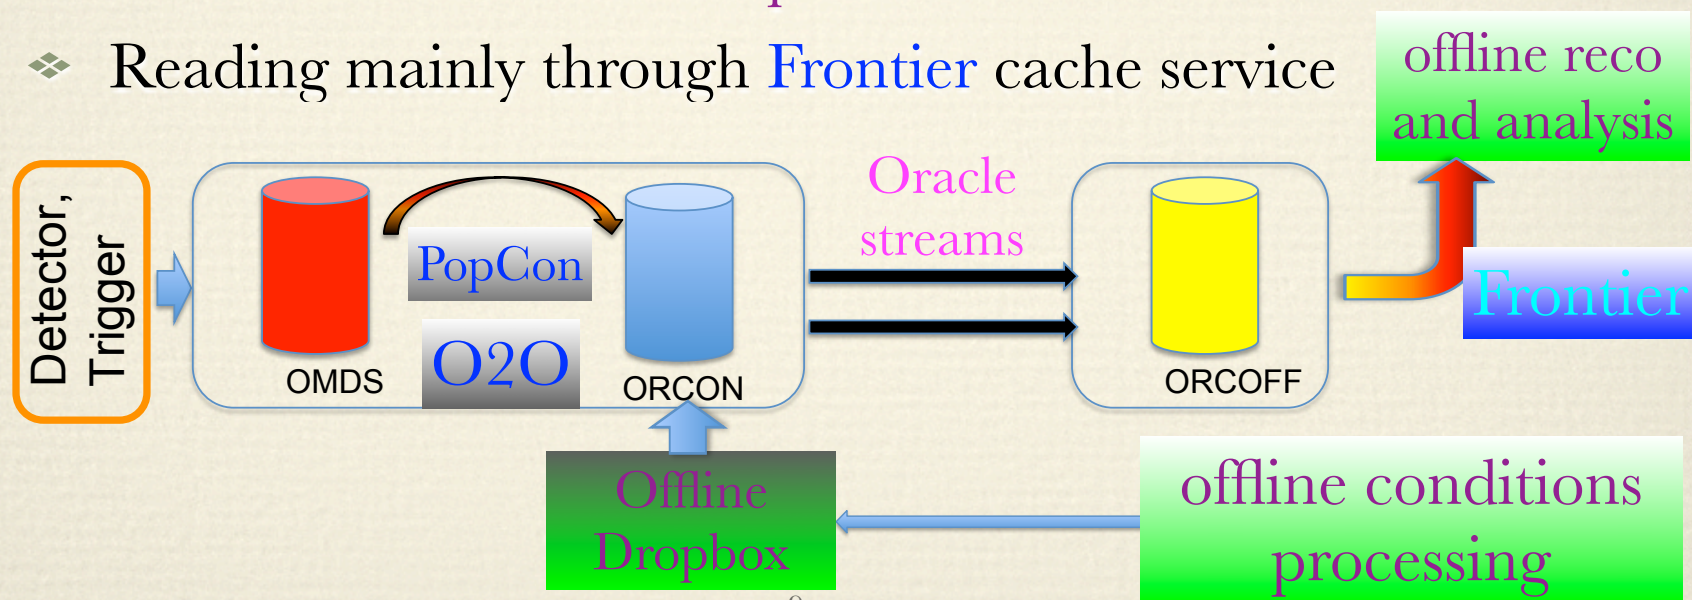 Reading mainly through Frontier cache service
offline reco
and analysis
Detector,
Trigger
Oracle
streams
PopCon
O2O
Frontier
OMDS
ORCON
ORCOFF
Offline
Dropbox
offline conditions
processing